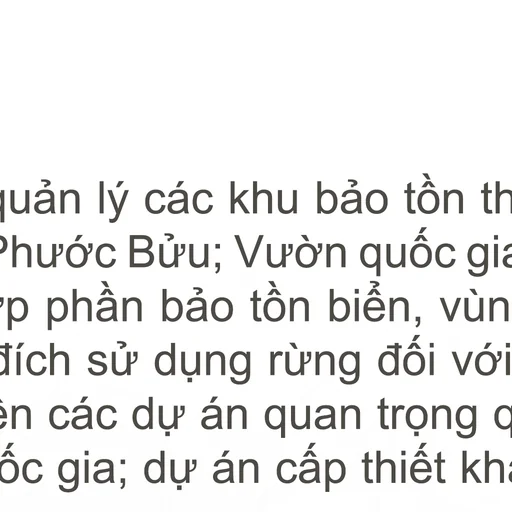 quản lý các khu bảo tồn th
Phước Bửu; Vườn quốc gia
ợp phần bảo tồn biển, vùn
đích sử dụng rừng đối với
ện các dự án quan trọng q
ốc gia; dự án cấp thiết kha